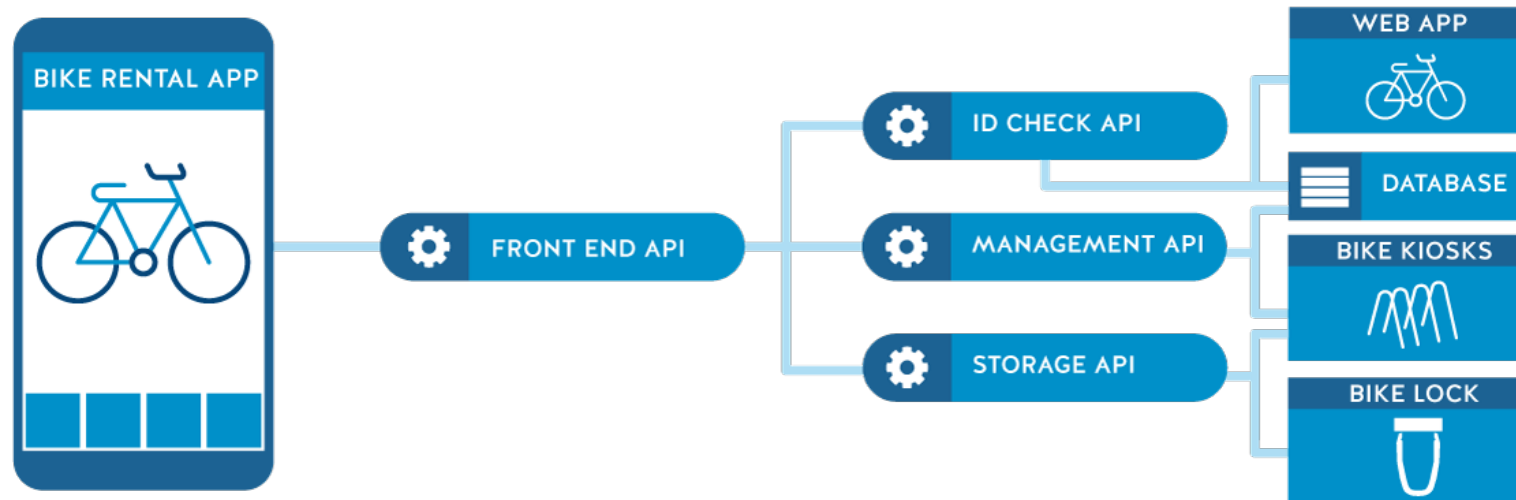 BIKE RENTAL APP
FRONT END API
ID CHECK API
MANAGEMENT API
STORAGE API
WEB APP
DATABASE
BIKE KIOSKS
BIKE LOCK